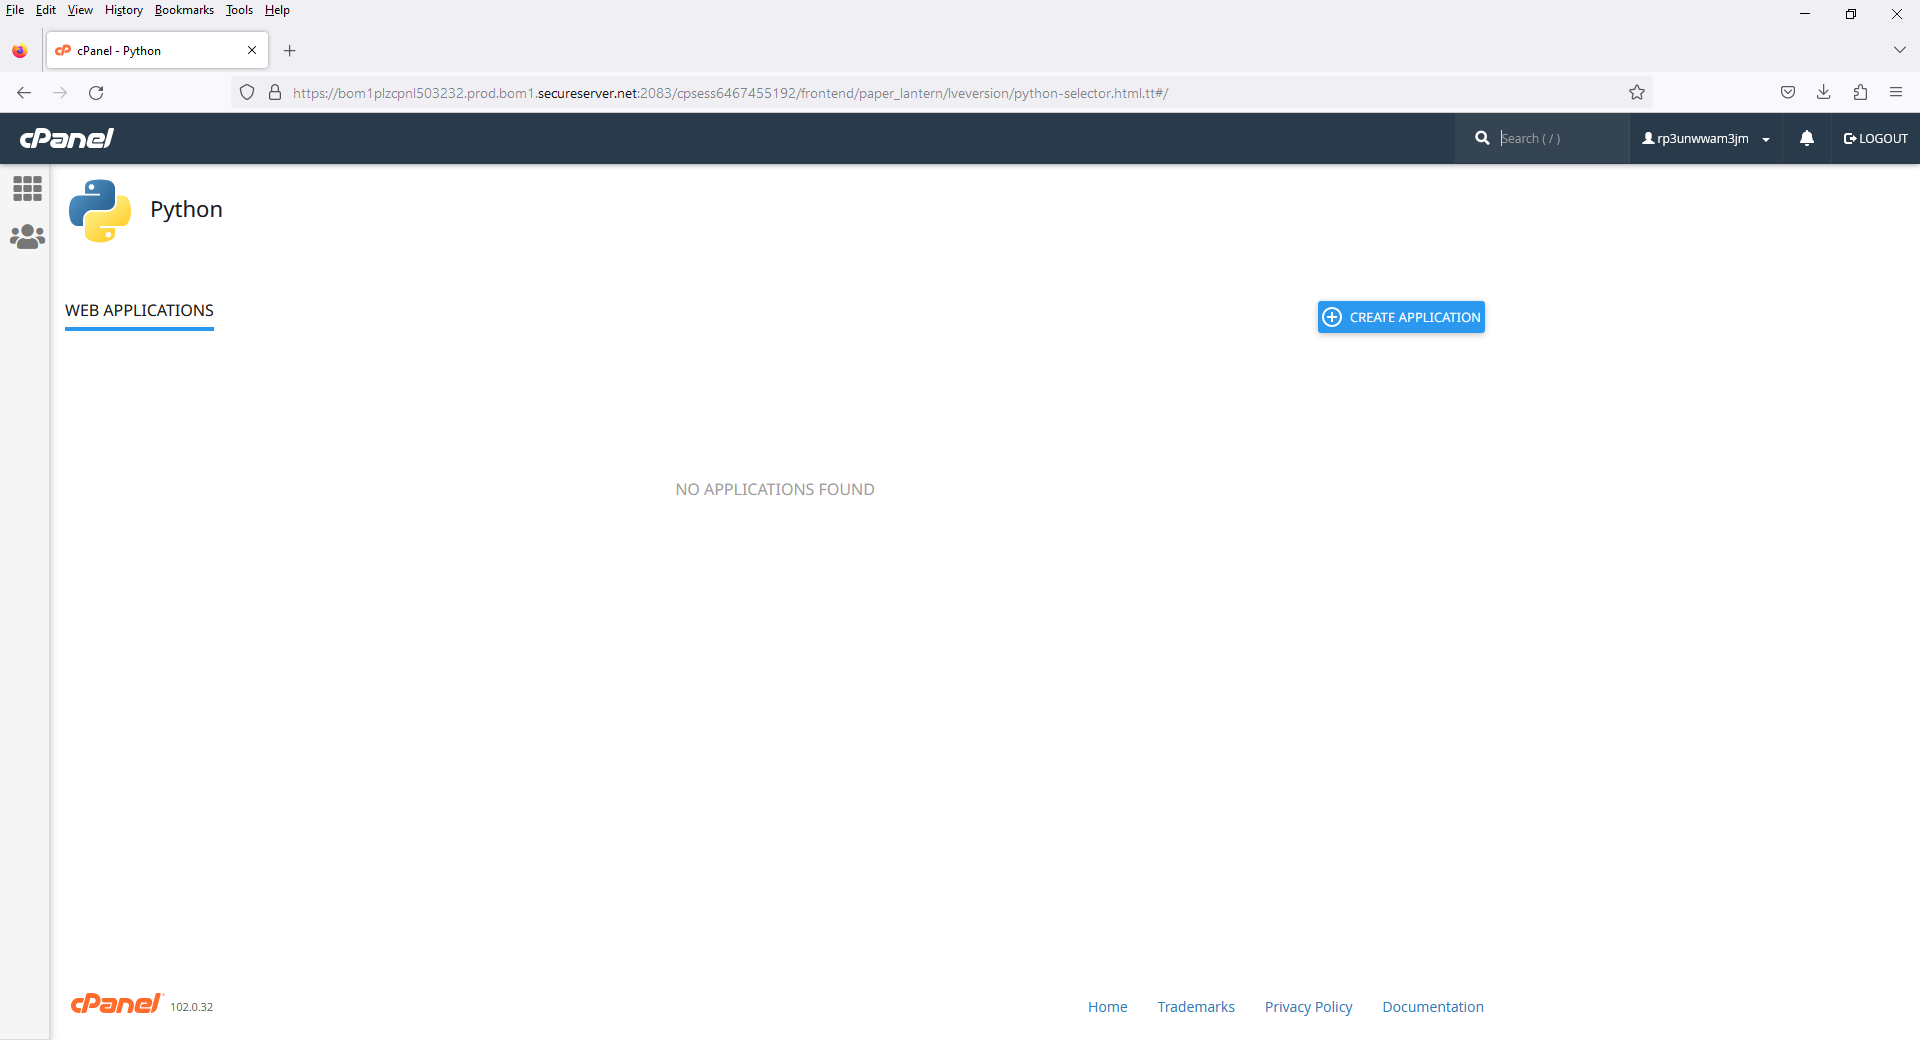 File Edit View History Bookmarks Tools Help
cPanel - Python
https://bom1plzcpnl503232.prod.bom1.secureserver.net:2083/cpsess6467455192/frontend/paper_lantern/lveversion/python-selector.html.tt#/
cPanel
Search ( / )
rp3unwwam3jm
LOGOUT
Python
WEB APPLICATIONS
CREATE APPLICATION
NO APPLICATIONS FOUND
cPanel 102.0.32
Home Trademarks Privacy Policy Documentation